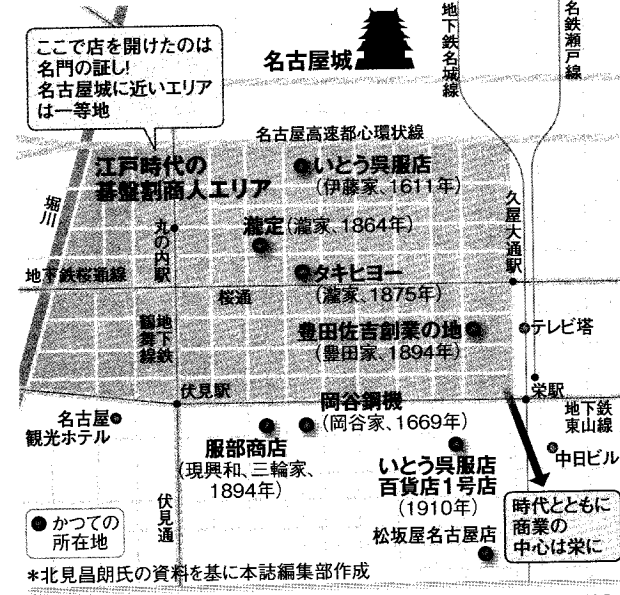 ここで店を開けたのは
名門の証し!
名古屋城に近いエリア
は一等地
名古屋城
地下鉄名城線
名鉄瀬戸線
名古屋高速都心環状線
江戸時代の
碁盤割商人エリア
いとう呉服店
(伊藤家、1611年)
堀川
丸の内駅
瀧定(瀧家、1864年)
久屋大通駅
タキヒヨー
(瀧家、1875年)
地下鉄桜通線
桜通
地下鉄
鶴舞線
豊田佐吉創業の地
(豊田家、1894年)
テレビ塔
伏見駅
栄駅
岡谷鋼機
(岡谷家、1669年)
地下鉄
東山線
名古屋
観光ホテル
服部商店
(現興和、三輪家、
1894年)
いとう呉服店
百貨店1号店
(1910年)
中日ビル
伏見通
時代とともに
商業の
中心は栄に
かつての
所在地
松坂屋名古屋店
*北見昌朗氏の資料を基に本誌編集部作成